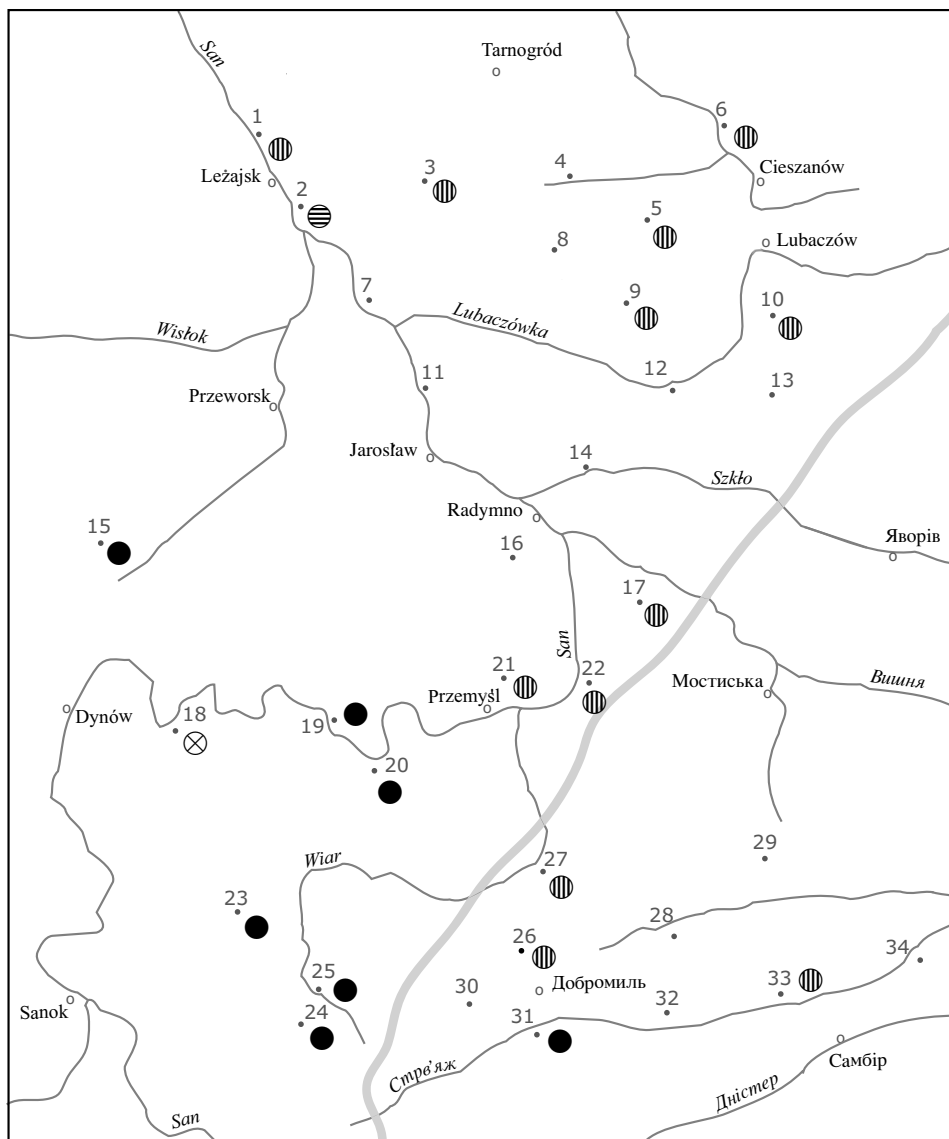 San
Tarnogród
1
6
Leżajsk
3
4
Cieszanów
2
5
8
Lubaczów
7
9
10
Wisłok
Lubaczówka
11
12
13
Przeworsk
Jarosław
14
Szkło
Radymno
15
16
Яворів
17
San
21
22
Мостиська
Вишня
Dynów
18
19
Przemyśl
20
Wiar
27
29
23
28
26
34
25
33
Sanok
30
Добромиль
32
24
31
Стрв'яж
Самбір
Дністер
San